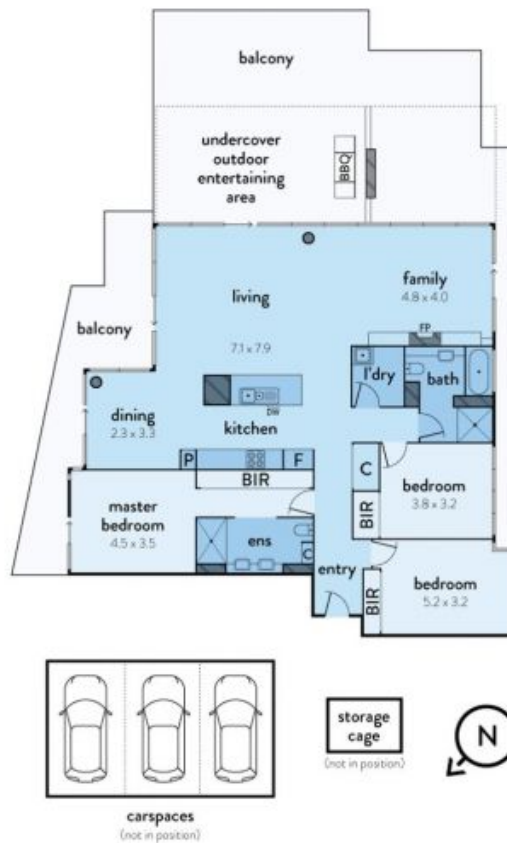 balcony
undercover
outdoor
entertaining
area
BBQ
family
4.8 x 4.0
living
balcony
7.1 x 7.9
FP
l'dry
bath
dining
2.3 x 3.3
DW
kitchen
P
F
C
BIR
bedroom
3.8 x 3.2
master
bedroom
4.5 x 3.5
BIR
ens
C
entry
BIR
bedroom
5.2 x 3.2
storage
cage
(not in position)
N
carspaces
(not in position)